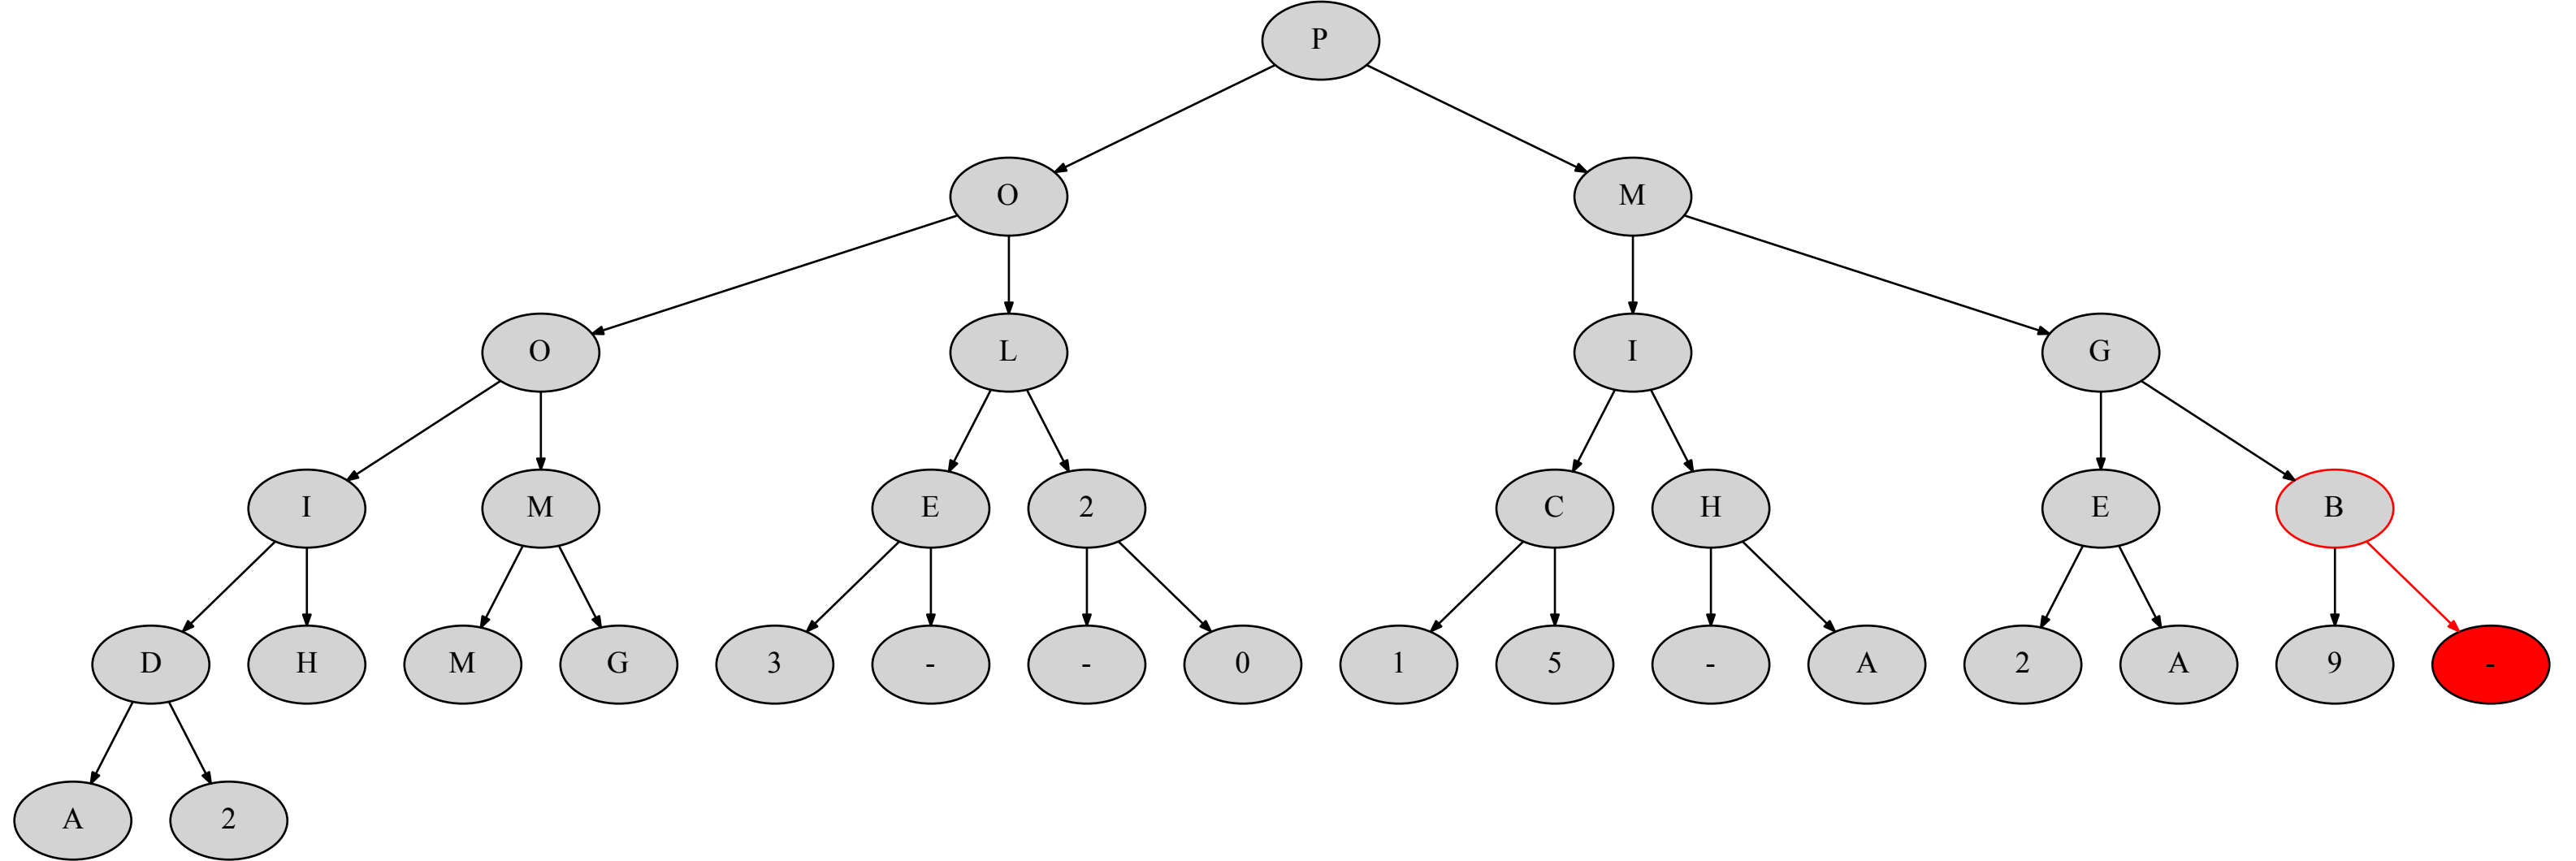 P
O M
O L I G
I M E 2 C H E B
D H M G 3 - - 0 1 5 - A 2 A 9 -
A 2